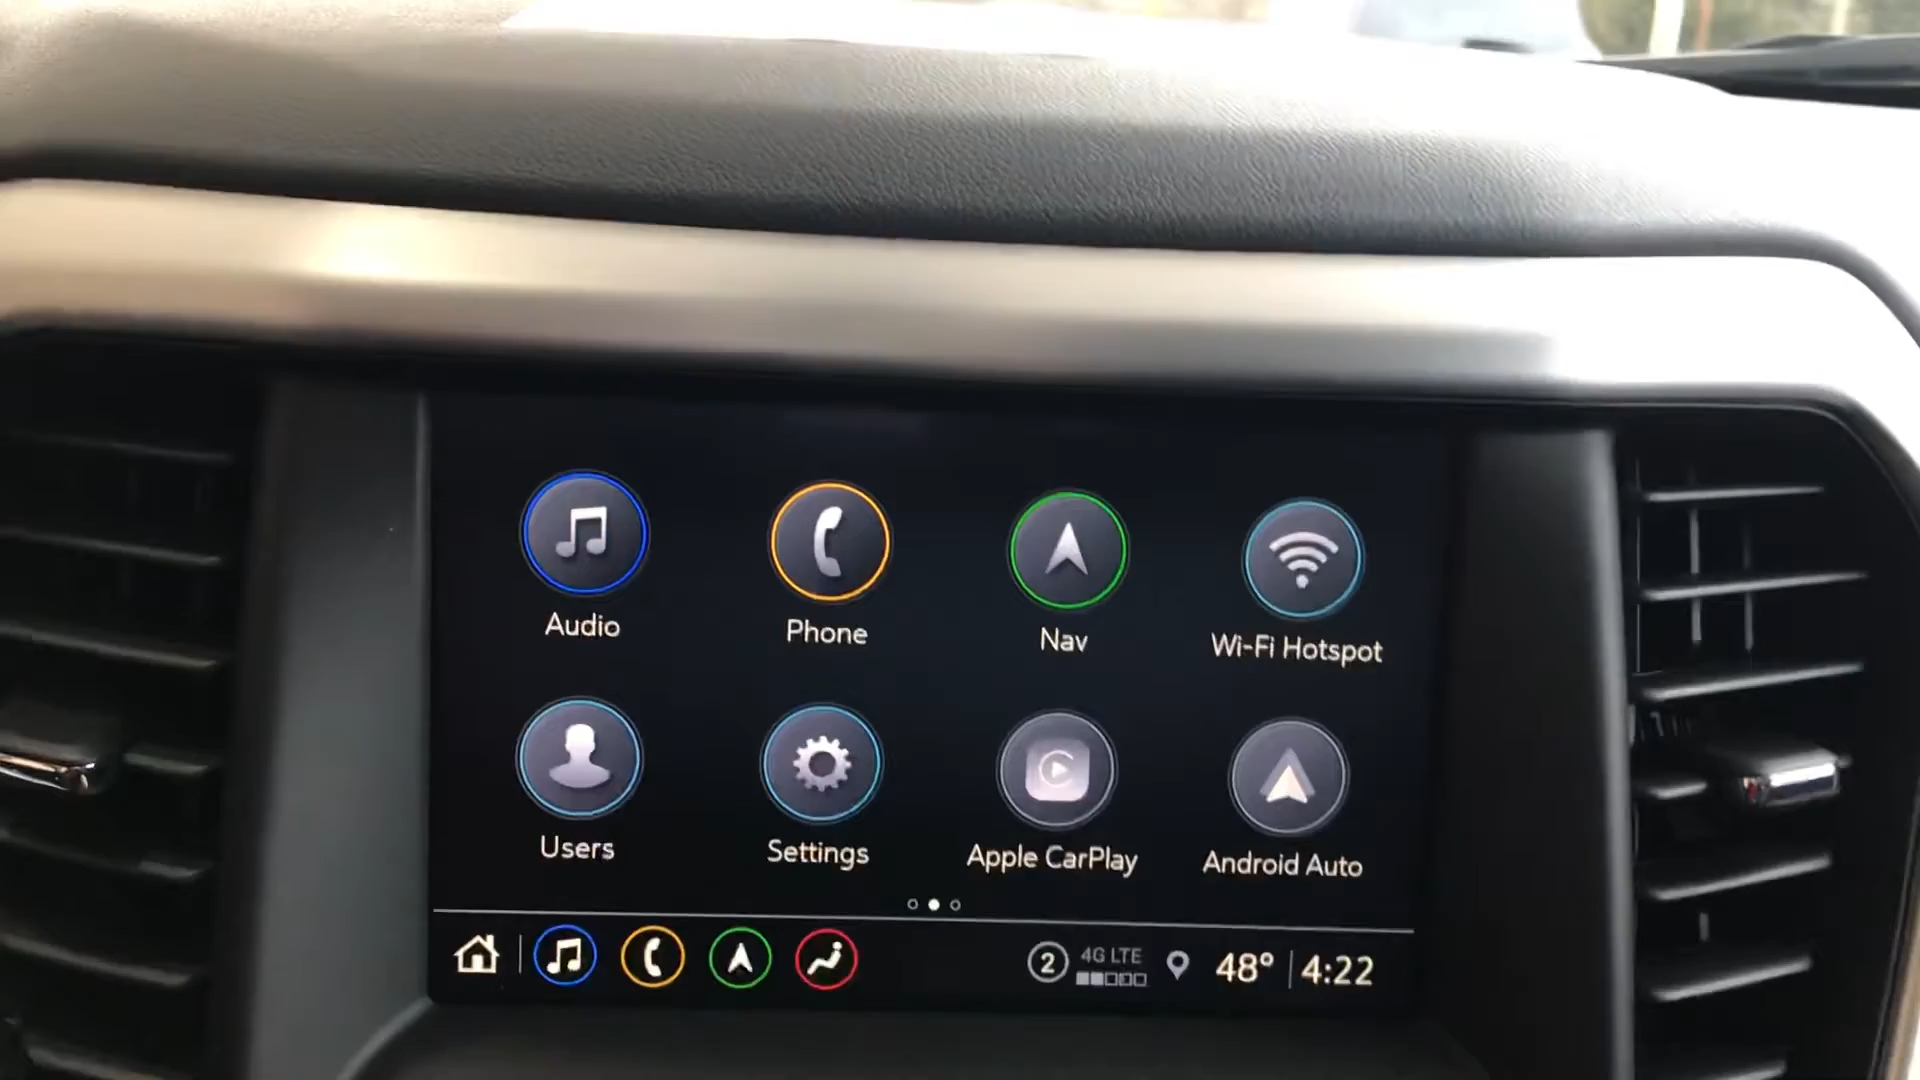 Audio
Phone
Nav
Wi-Fi Hotspot
Users
Settings
Apple CarPlay
Android Auto
2
4G LTE
48°
4:22